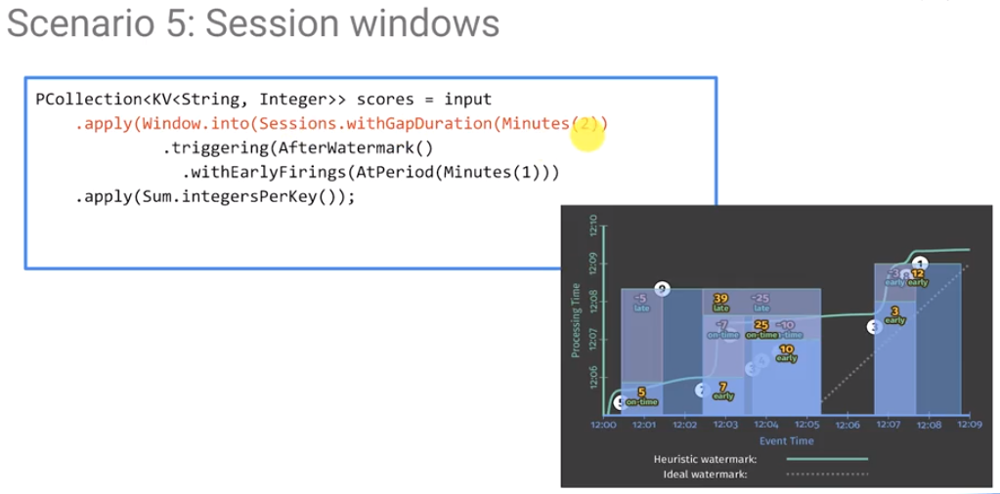 Scenario 5: Session windows
PCollection<KV<String, Integer>> scores = input
.apply(Window.into(Sessions.withGapDuration(Minutes(2))
.triggering(AfterWatermark()
.withEarlyFirings(AtPeriod(Minutes(1)))
.apply(Sum.integersPerKey());
Processing Time
12:10
12:09
12:08
12:07
12:06
9
-5
late
39
late
-25
late
-7
on-time
25
on-time
-10
10
early
5
on-time
7
early
3
-3
early
12
early
1
3
early
3
12:00
12:01
12:02
12:03
12:04
12:05
12:06
12:07
12:08
12:09
Event Time
Heuristic watermark:
Ideal watermark: